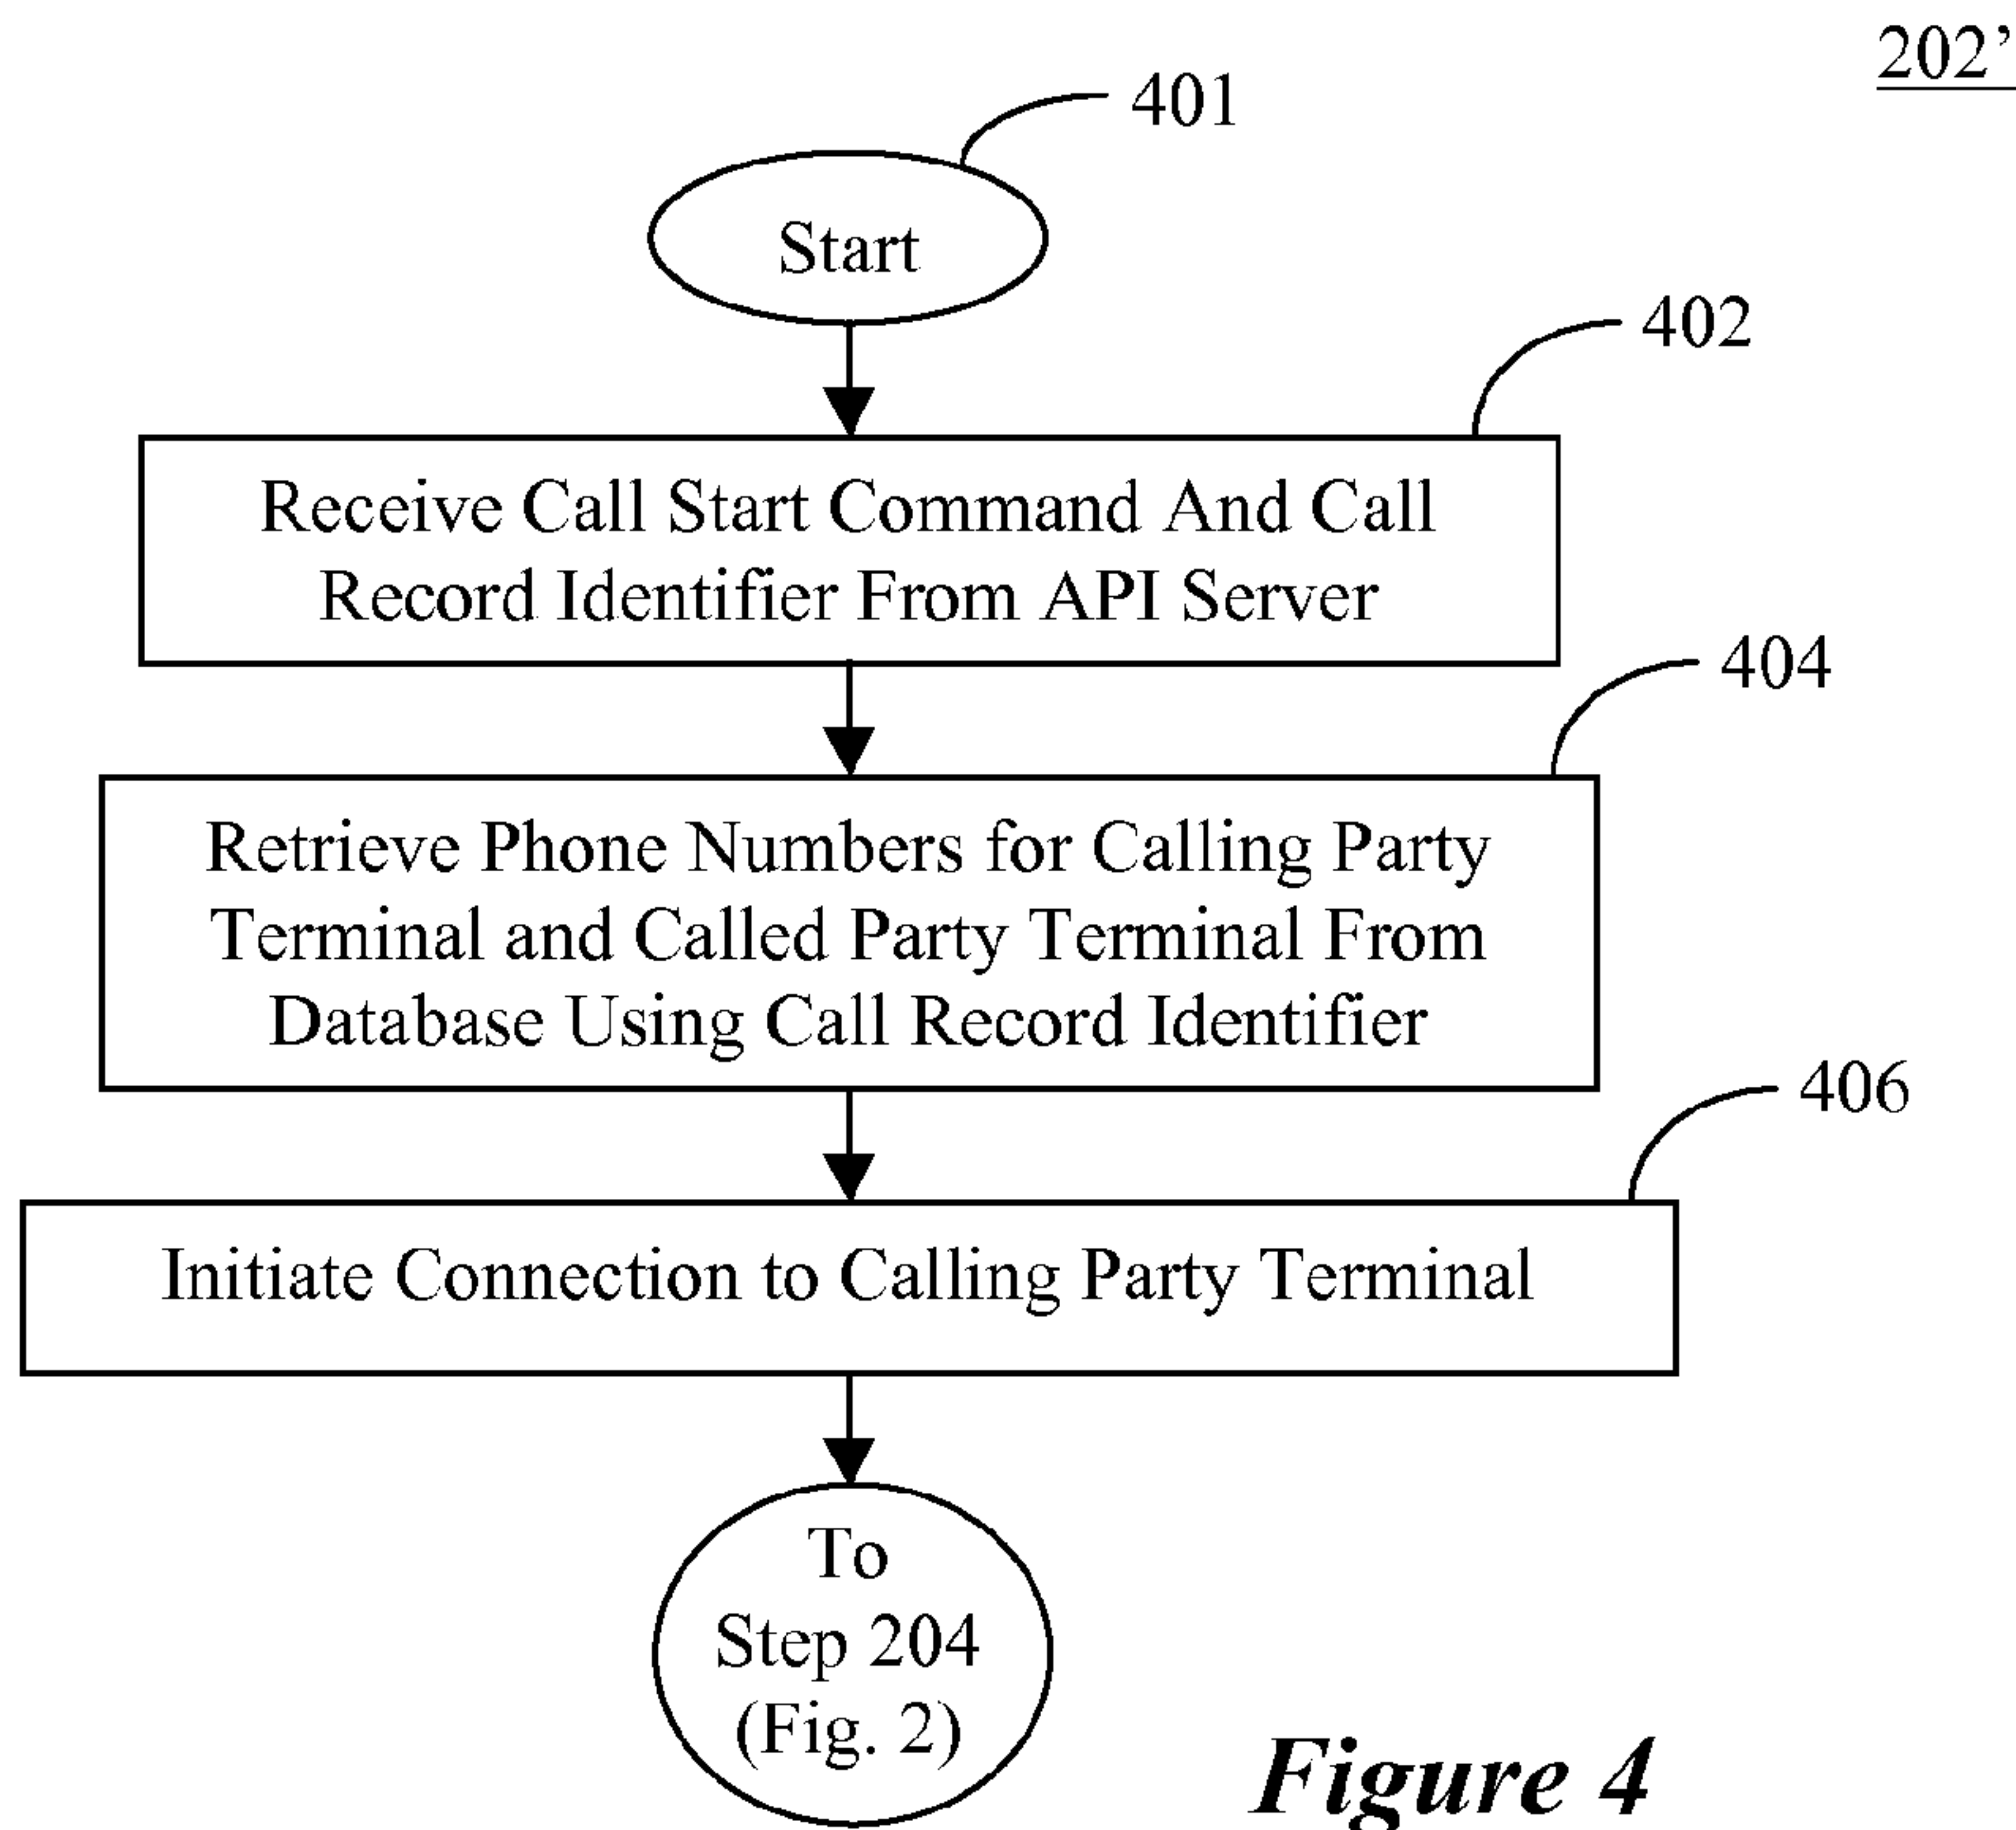 202’
401
Start
402
Receive Call Start Command And Call
Record Identifier From API Server
404
Retrieve Phone Numbers for Calling Party
Terminal and Called Party Terminal From
Database Using Call Record Identifier
406
Initiate Connection to Calling Party Terminal
To
Step 204
(Fig. 2)
Figure 4